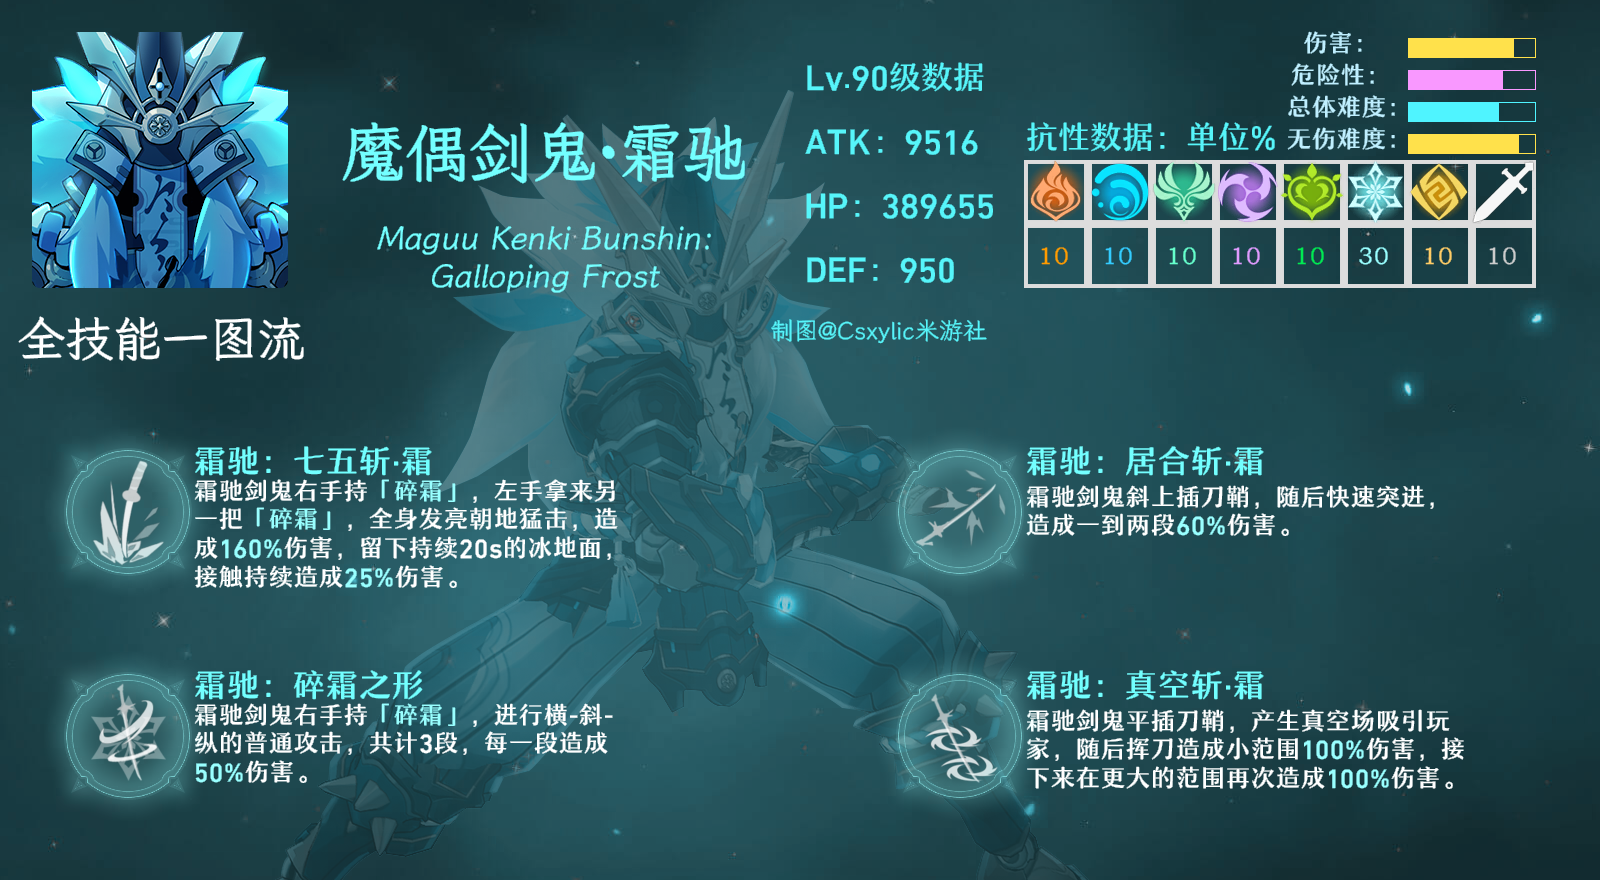 魔偶剑鬼·霜驰
Maguu Kenki Bunshin:
Galloping Frost
全技能一图流
Lv.90级数据
ATK：9516
HP：389655
DEF：950
制图@Csxylic米游社
伤害：
危险性：
总体难度：
无伤难度：
抗性数据：单位%
10 10 10 10 10 30 10 10
霜驰：七五斩·霜
霜驰剑鬼右手持「碎霜」，左手拿来另
一把「碎霜」，全身发亮朝地猛击，造
成160%伤害，留下持续20s的冰地面，
接触持续造成25%伤害。
霜驰：居合斩·霜
霜驰剑鬼斜上插刀鞘，随后快速突进，
造成一到两段60%伤害。
霜驰：碎霜之形
霜驰剑鬼右手持「碎霜」，进行横-斜-
纵的普通攻击，共计3段，每一段造成
50%伤害。
霜驰：真空斩·霜
霜驰剑鬼平插刀鞘，产生真空场吸引玩
家，随后挥刀造成小范围100%伤害，接
下来在更大的范围再次造成100%伤害。